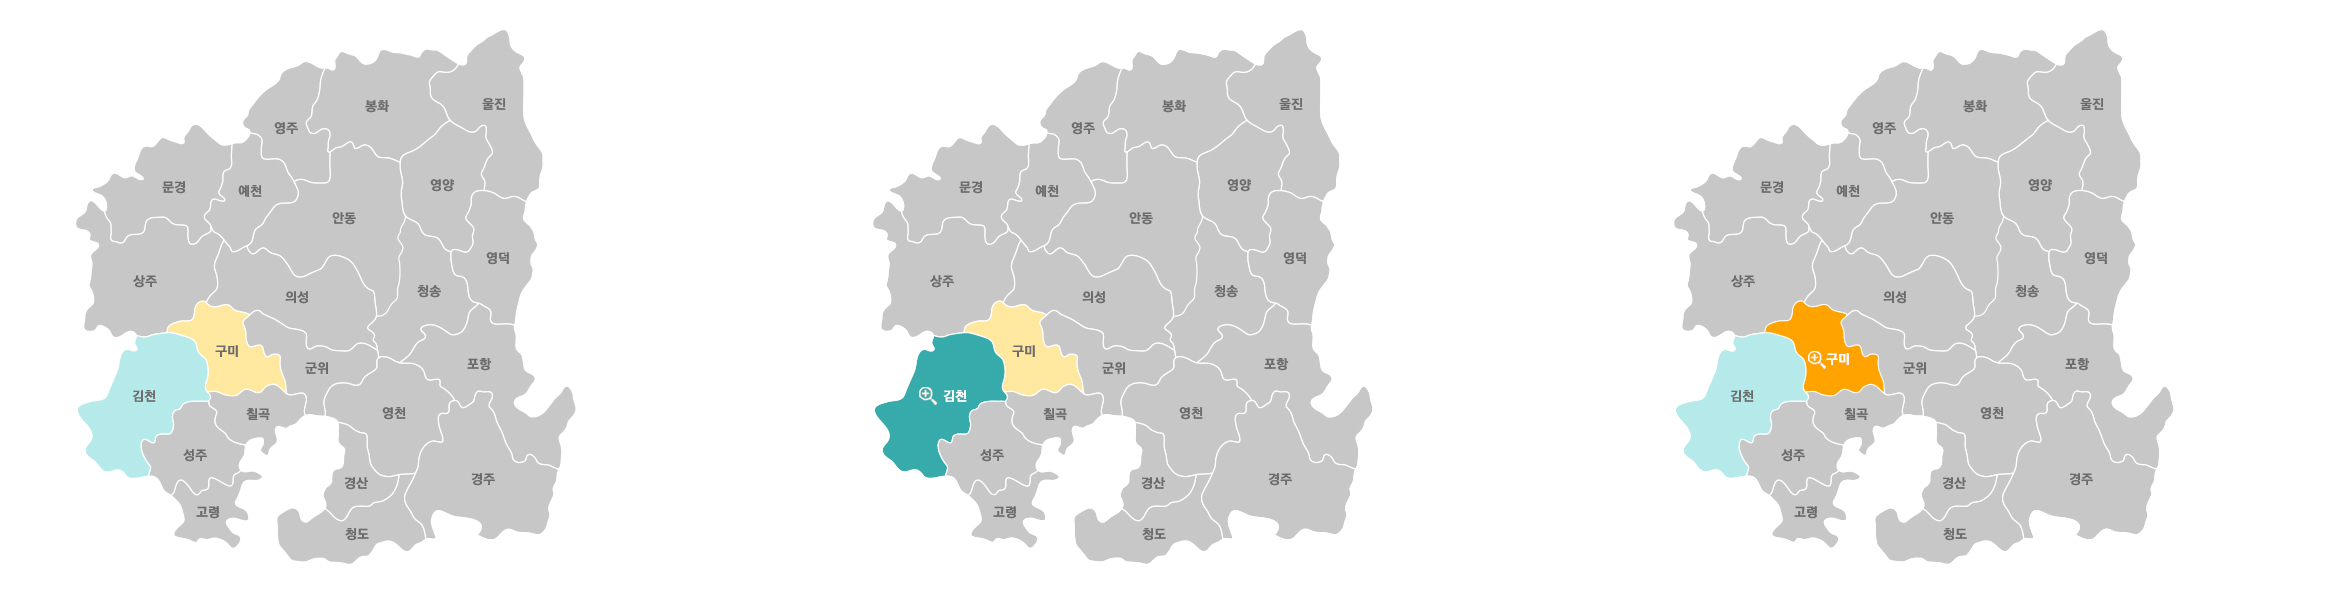 울진
봉화
영주
문경
예천
영양
안동
영덕
상주
청송
의성
구미
포항
군위
김천
칠곡
영천
성주
경주
경산
고령
청도
울진
봉화
영주
문경
예천
영양
안동
영덕
상주
청송
의성
구미
포항
군위
김천
칠곡
영천
성주
경주
경산
고령
청도
울진
봉화
영주
문경
예천
영양
안동
영덕
상주
청송
의성
구미
포항
군위
김천
칠곡
영천
성주
경주
경산
고령
청도